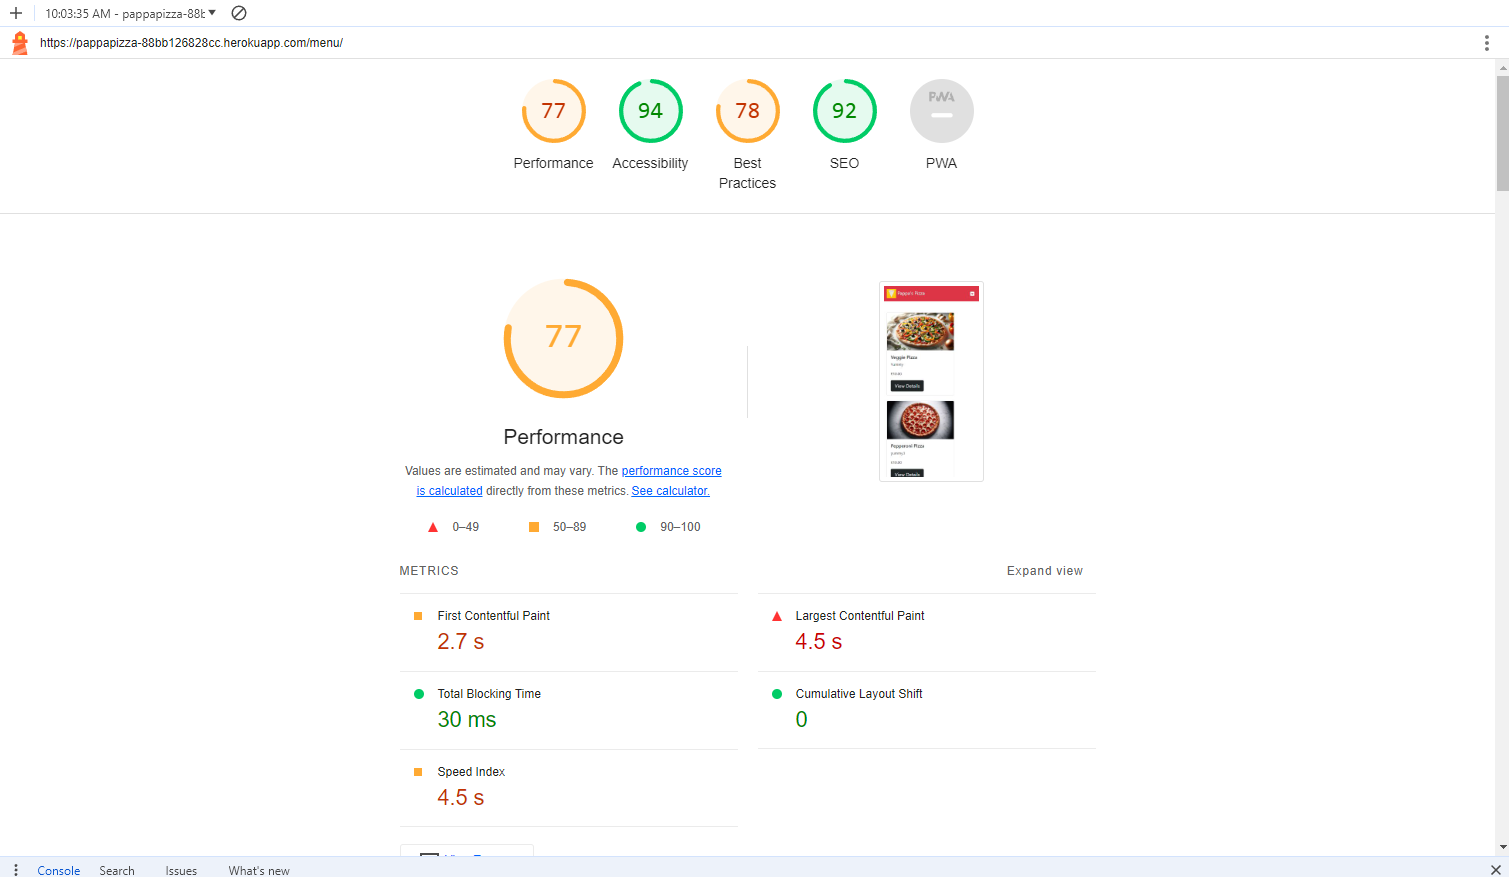 10:03:35 AM - pappapizza-88b
https://pappapizza-88bb126828cc.herokuapp.com/menu/
77
94
78
92
PWA
Performance
Accessibility
Best
Practices
SEO
PWA
77
Performance
Values are estimated and may vary. The performance score
is calculated directly from these metrics. See calculator.
0–49
50–89
90–100
Pappa's Pizza
Veggie Pizza
View Details
Pepperoni Pizza
View Details
METRICS
Expand view
First Contentful Paint
2.7 s
Largest Contentful Paint
4.5 s
Total Blocking Time
30 ms
Cumulative Layout Shift
0
Speed Index
4.5 s
Console
Search
Issues
What's new